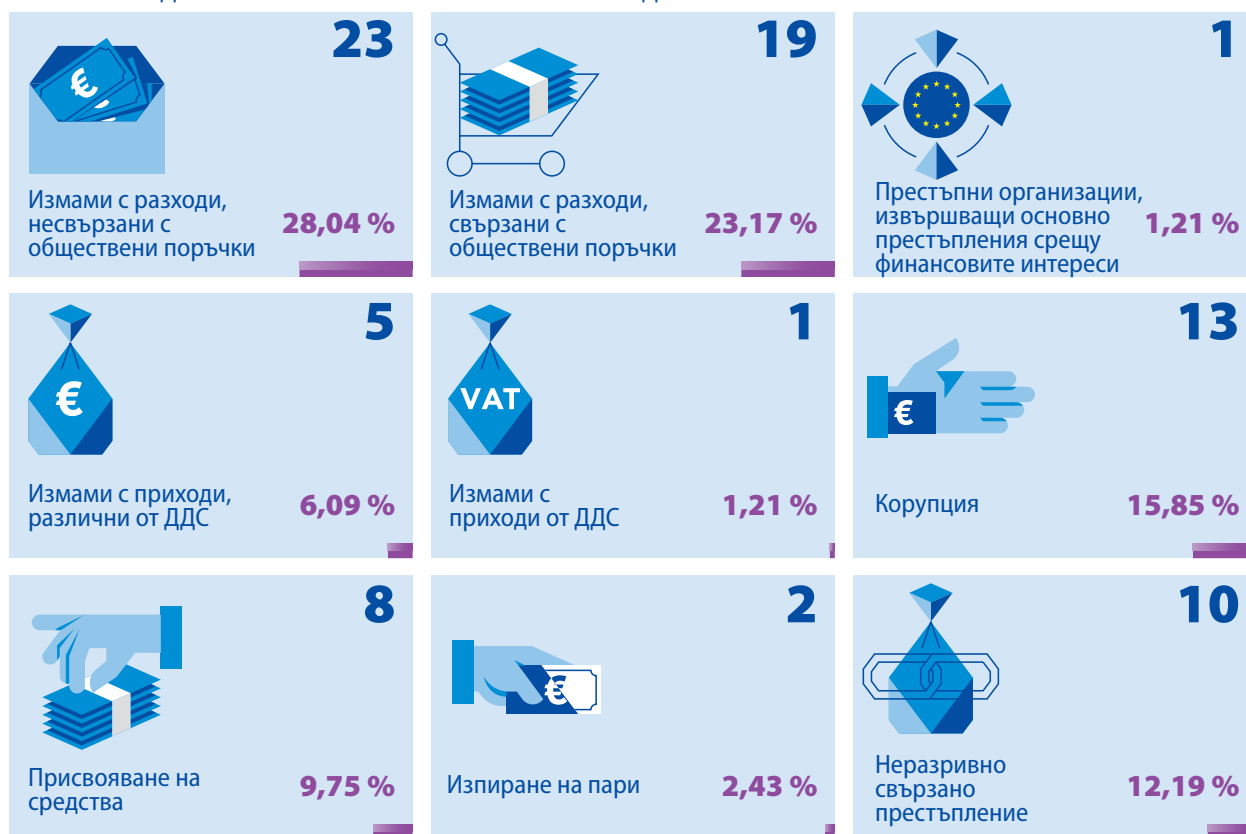 23
Измами с разходи,
несвързани с
обществени поръчки
28,04 %
19
Измами с разходи,
свързани с
обществени поръчки
23,17 %
1
Престъпни организации,
извършващи основно
престъпления срещу
финансовите интереси
1,21 %
5
€
Измами с приходи,
различни от ДДС
6,09 %
1
VAT
Измами с
приходи от ДДС
1,21 %
13
€
Корупция
15,85 %
8
Присвояване на
средства
9,75 %
2
€
Изпиране на пари
2,43 %
10
Неразривно
свързано
престъпление
12,19 %